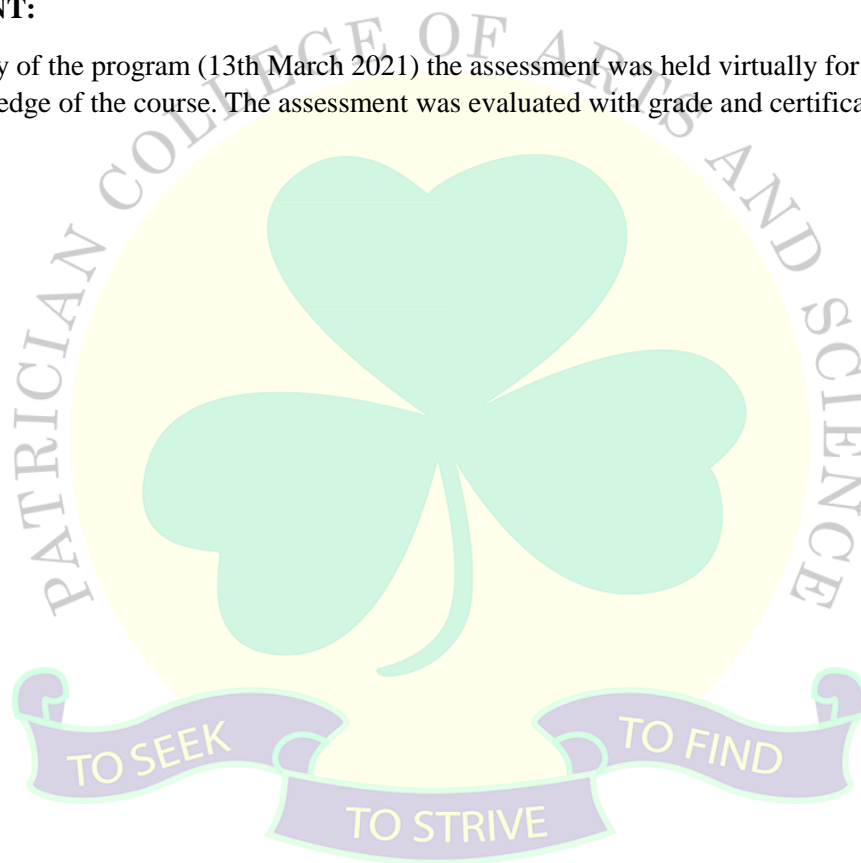 NT:
y of the program (13th March 2021) the assessment was held virtually for
edge of the course. The assessment was evaluated with grade and certifica
PATRICIAN COLLEGE OF ARTS AND SCIENCE
TO SEEK
TO STRIVE
TO FIND